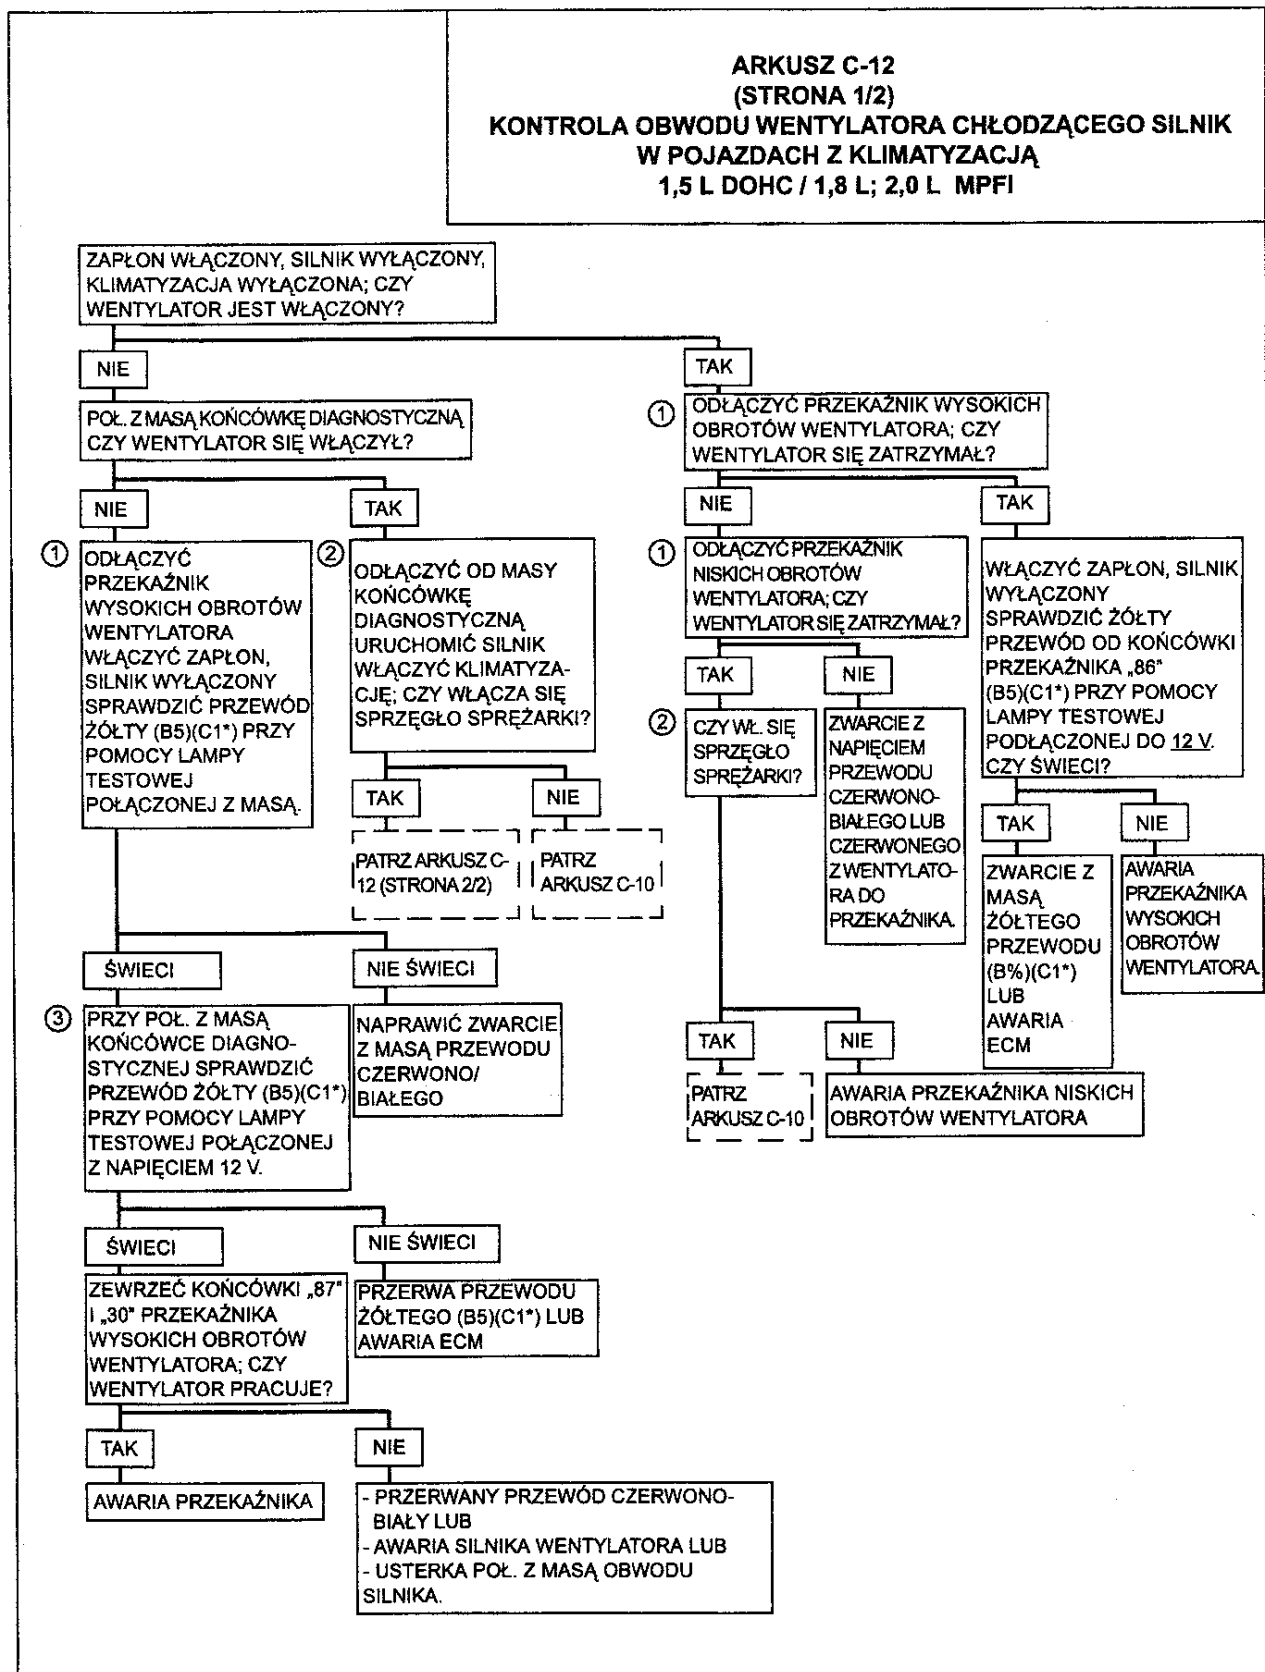 ARKUSZ C-12
(STRONA 1/2)
KONTROLA OBWODU WENTYLATORA CHŁODZĄCEGO SILNIK
W POJAZDACH Z KLIMATYZACJĄ
1,5 L DOHC / 1,8 L; 2,0 L MPFI
ZAPŁON WŁĄCZONY, SILNIK WYŁĄCZONY,
KLIMATYZACJA WYŁĄCZONA; CZY
WENTYLATOR JEST WŁĄCZONY?
NIE
TAK
POŁ. Z MASĄ KOŃCÓWKĘ DIAGNOSTYCZNĄ
CZY WENTYLATOR SIĘ WŁĄCZYŁ?
1
ODŁĄCZYĆ PRZEKAŹNIK WYSOKICH
OBROTÓW WENTYLATORA; CZY
WENTYLATOR SIĘ ZATRZYMAŁ?
NIE
TAK
NIE
TAK
1
ODŁĄCZYĆ
PRZEKAŹNIK
WYSOKICH OBROTÓW
WENTYLATORA
WŁĄCZYĆ ZAPŁON,
SILNIK WYŁĄCZONY
SPRAWDZIĆ PRZEWÓD
ŻÓŁTY (B5)(C1*) PRZY
POMOCY LAMPY
TESTOWEJ
POŁĄCZONEJ Z MASĄ.
2
ODŁĄCZYĆ OD MASY
KOŃCÓWKĘ
DIAGNOSTYCZNĄ
URUCHOMIĆ SILNIK
WŁĄCZYĆ KLIMATYZA-
CJĘ; CZY WŁĄCZA SIĘ
SPRZĘGŁO SPRĘŻARKI?
1
ODŁĄCZYĆ PRZEKAŹNIK
NISKICH OBROTÓW
WENTYLATORA; CZY
WENTYLATOR SIĘ ZATRZYMAŁ?
WŁĄCZYĆ ZAPŁON, SILNIK
WYŁĄCZONY
SPRAWDZIĆ ŻÓŁTY
PRZEWÓD OD KOŃCÓWKI
PRZEKAŹNIKA „86”
(B5)(C1*) PRZY POMOCY
LAMPY TESTOWEJ
PODŁĄCZONEJ DO 12 V.
CZY ŚWIECI?
TAK
NIE
2
CZY WŁ. SIĘ
SPRZĘGŁO
SPRĘŻARKI?
ZWARCIE Z
NAPIĘCIEM
PRZEWODU
CZERWONO-
BIAŁEGO LUB
CZERWONEGO
Z WENTYLATO-
RA DO
PRZEKAŹNIKA.
TAK
NIE
PATRZ ARKUSZ C-
12 (STRONA 2/2)
PATRZ
ARKUSZ C-10
TAK
NIE
ZWARCIE Z
MASĄ
ŻÓŁTEGO
PRZEWODU
(B%)(C1*)
LUB
AWARIA
ECM
AWARIA
PRZEKAŹNIKA
WYSOKICH
OBROTÓW
WENTYLATORA.
ŚWIECI
NIE ŚWIECI
3
PRZY POŁ. Z MASĄ
KOŃCÓWCE DIAGNO-
STYCZNEJ SPRAWDZIĆ
PRZEWÓD ŻÓŁTY (B5)(C1*)
PRZY POMOCY LAMPY
TESTOWEJ POŁĄCZONEJ
Z NAPIĘCIEM 12 V.
NAPRAWIĆ ZWARCIE
Z MASĄ PRZEWODU
CZERWONO/
BIAŁEGO
TAK
NIE
PATRZ
ARKUSZ C-10
AWARIA PRZEKAŹNIKA NISKICH
OBROTÓW WENTYLATORA
ŚWIECI
NIE ŚWIECI
ZEWRZEĆ KOŃCÓWKI „87”
I „30” PRZEKAŹNIKA
WYSOKICH OBROTÓW
WENTYLATORA; CZY
WENTYLATOR PRACUJE?
PRZERWA PRZEWODU
ŻÓŁTEGO (B5)(C1*) LUB
AWARIA ECM
TAK
NIE
AWARIA PRZEKAŹNIKA
- PRZERWANY PRZEWÓD CZERWONO-
BIAŁY LUB
- AWARIA SILNIKA WENTYLATORA LUB
- USTERKA POŁ. Z MASĄ OBWODU
SILNIKA.